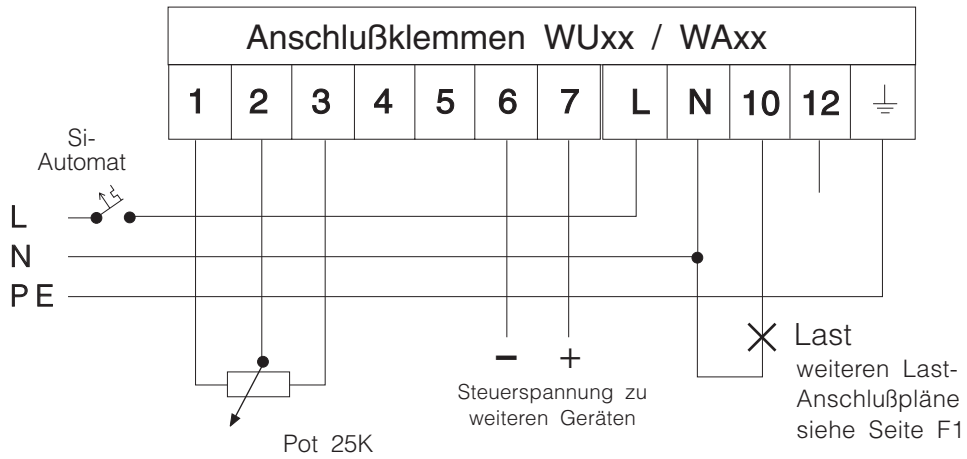 Anschlußklemmen WUxx / WAxx
1 2 3 4 5 6 7 L N 10 12
Si-
Automat
L
N
PE
Last
weiteren Last-
Anschlußpläne
siehe Seite F1
− +
Steuerspannung zu
weiteren Geräten
Pot 25K